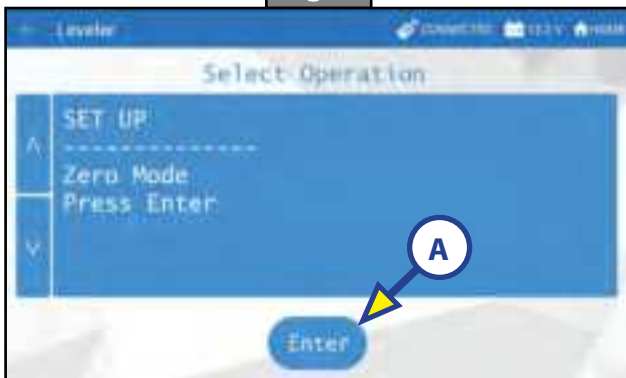 Leveler
Select Operation
SET UP
---------------
Zero Mode
Press Enter
A
Enter